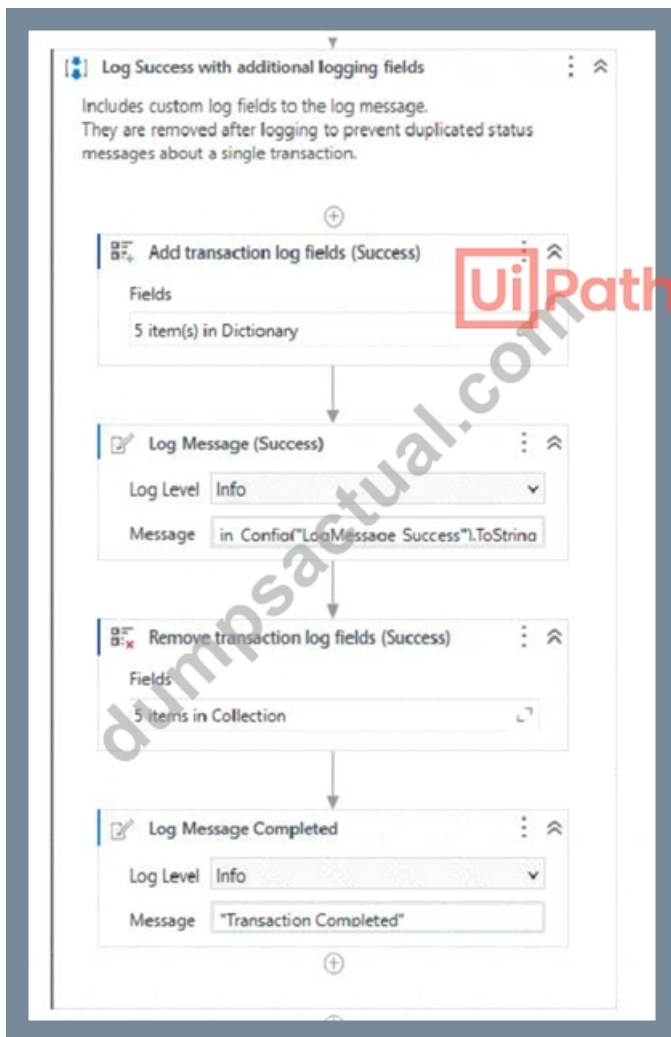 Log Success with additional logging fields
Includes custom log fields to the log message.
They are removed after logging to prevent duplicated status
messages about a single transaction.
Add transaction log fields (Success)
UiPath
Fields
5 item(s) in Dictionary
Log Message (Success)
Log Level Info
Message in_Config("LogMessage_Success").ToString
Remove transaction log fields (Success)
Fields
5 items in Collection
Log Message Completed
Log Level Info
Message "Transaction Completed"
dumpsactual.com